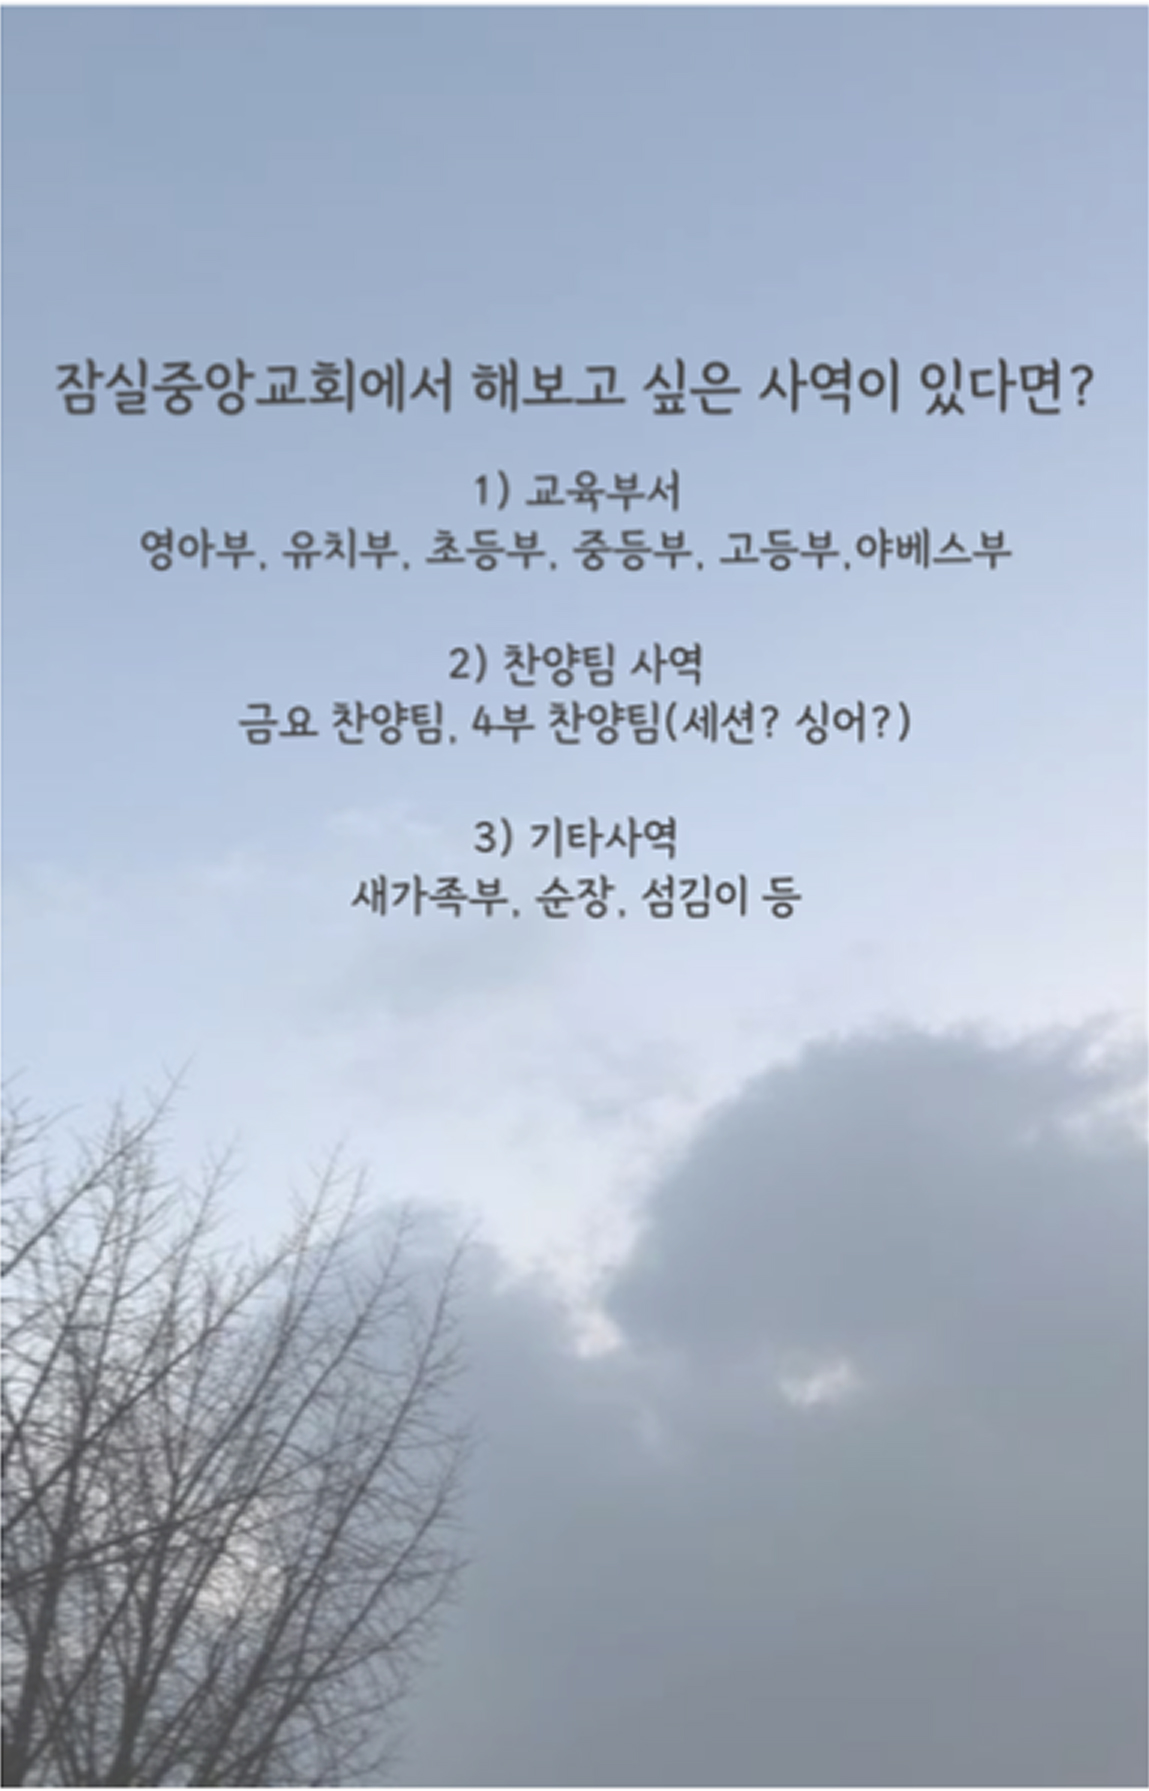 잠실중앙교회에서 해보고 싶은 사역이 있다면?
1) 교육부서
영아부, 유치부, 초등부, 중등부, 고등부,야베스부
2) 찬양팀 사역
금요 찬양팀, 4부 찬양팀(세션? 싱어?)
3) 기타사역
새가족부, 순장, 섬김이 등